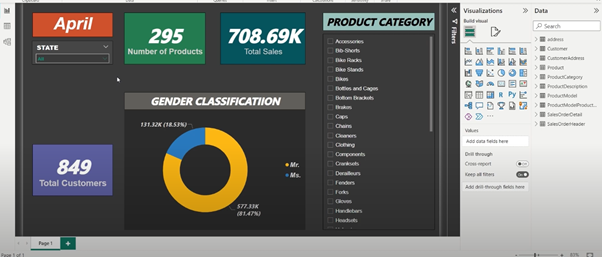 Visualizations
Data
Build visual
Search
April
295
Number of Products
708.69K
Total Sales
PRODUCT CATEGORY
Filters
STATE
All
Accessories
Bib-Shorts
Bike Racks
Bike Stands
Bikes
Bottles and Cages
Bottom Brackets
Brakes
Caps
Chains
Cleaners
Clothing
Components
Cranksets
Derailleurs
Fenders
Forks
Gloves
Handlebars
Headsets
GENDER CLASSIFICATIION
131.32K (18.53%)
577.33K
(81.47%)
Mr.
Ms.
849
Total Customers
address
Customer
CustomerAddress
Product
ProductCategory
ProductDescription
ProductModel
ProductModelProduct...
SalesOrderDetail
SalesOrderHeader
Values
Add data fields here
Drill through
Cross report
Keep all filters
Add drill-through fields here
Page 1
Page 1 of 1